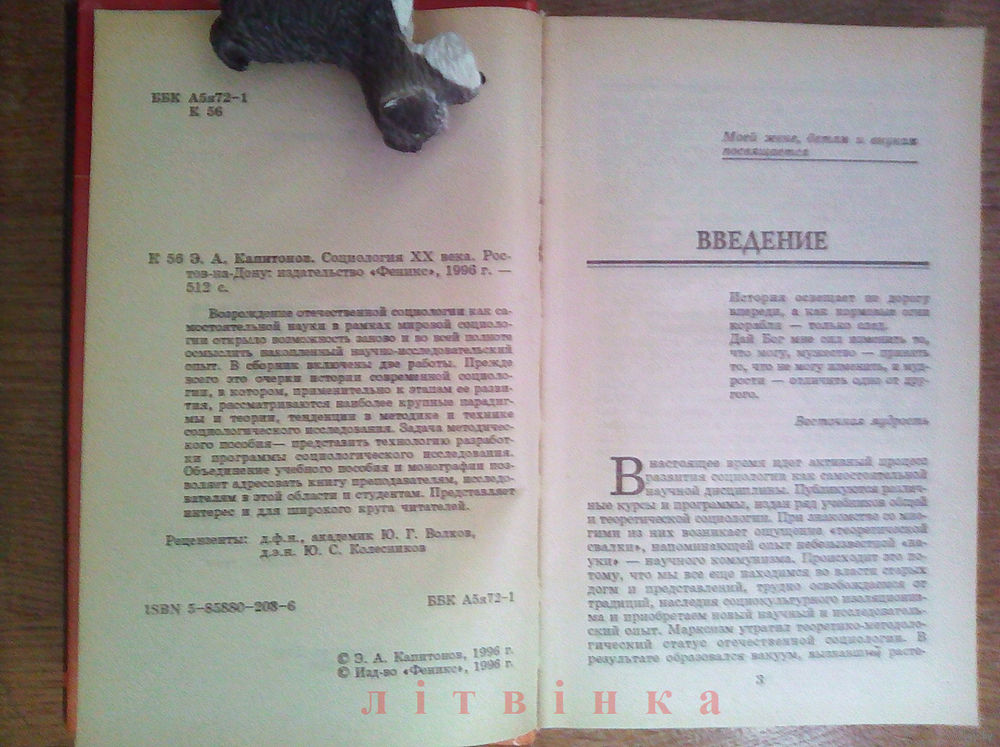 ББК А5я72-1
К 56
К 56 Э. А. Капитонов. Социология XX века. Рос-
тов-на-Дону: издательство «Феникс», 1996 г. —
512 с.
Возрождение отечественной социологии как са-
мостоятельной науки в рамках мировой социоло-
гии открыло возможность заново и во всей полноте
осмыслить накопленный научно-исследовательский
опыт. В сборник включены две работы. Прежде
всего это очерки истории современной социоло-
гии, в котором, применительно к этапам ее разви-
тия, рассматриваются наиболее крупные парадиг-
мы и теории, тенденции в методике и технике
социологического исследования. Задача методичес-
кого пособия— представить технологию разработ-
ки программы социологического исследования.
Объединение учебного пособия и монографии поз-
воляет адресовать книгу преподавателям, исследо-
вателям в этой области и студентам. Представляет
интерес и для широкого круга читателей.
Рецензенты: д.ф.н., академик Ю. Г. Волков,
д.э.н. Ю. С. Колесников
ISBN 5-85880-208-6
ББК А5я72-1
© Э. А. Капитонов, 1996 г.
© Изд-во «Феникс», 1996 г.
Моей жене, детям и внукам
посвящается
ВВЕДЕНИЕ
История освещает не дорогу
впереди, а как кормовые огни
корабля — только след.
Дай Бог мне сил изменить то,
что могу, мужество — принять
то, что не могу изменить, и муд-
рости — отличить одно от дру-
гого.
Восточная мудрость
В настоящее время идет активный процесс
развития социологии как самостоятельной
научной дисциплины. Публикуются различ-
ные курсы и программы, издан ряд учебников общей
и теоретической социологии. При знакомстве со мно-
гими из них возникает ощущение «теоретической
свалки», напоминающей опыт небезызвестной «на-
уки» — научного коммунизма. Происходит это по-
тому, что мы все еще находимся во власти старых
догм и представлений, трудно освобождаемся от
традиций, наследия социокультурного изоляциониз-
ма и приобретаем новый научный и исследователь-
ский опыт. Марксизм утратил теоретико-методоло-
гический статус отечественной социологии. В
результате образовался вакуум, вызвавший расте-
3
літвінка